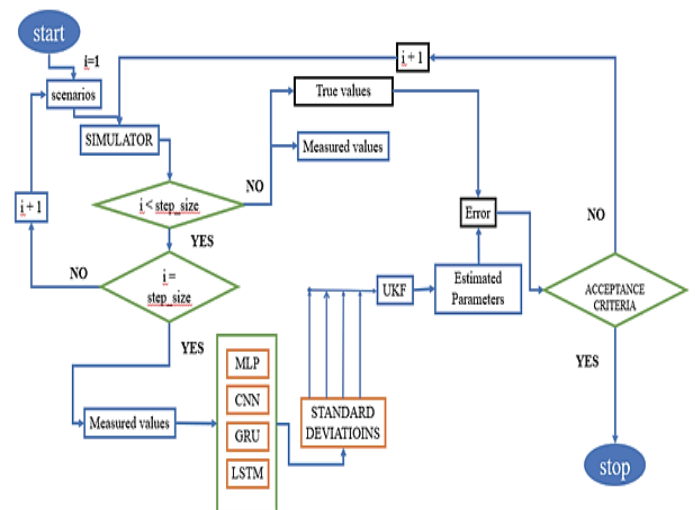 start
i=1
scenarios
SIMULATOR
i + 1
True values
Measured values
NO
i < step_size
YES
i + 1
NO
i =
step_size
YES
Error
NO
UKF
Estimated
Parameters
ACCEPTANCE
CRITERIA
YES
Measured values
MLP
CNN
GRU
LSTM
STANDARD
DEVIATIOINS
stop